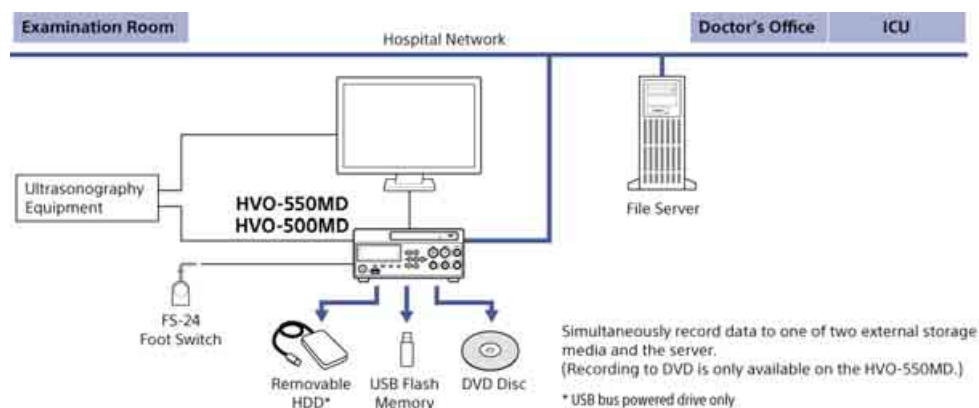 Examination Room
Doctor's Office
ICU
Hospital Network
Ultrasonography
Equipment
HVO-550MD
HVO-500MD
File Server
FS-24
Foot Switch
Removable
HDD*
USB Flash
Memory
DVD Disc
Simultaneously record data to one of two external storage
media and the server.
(Recording to DVD is only available on the HVO-550MD.)
* USB bus powered drive only